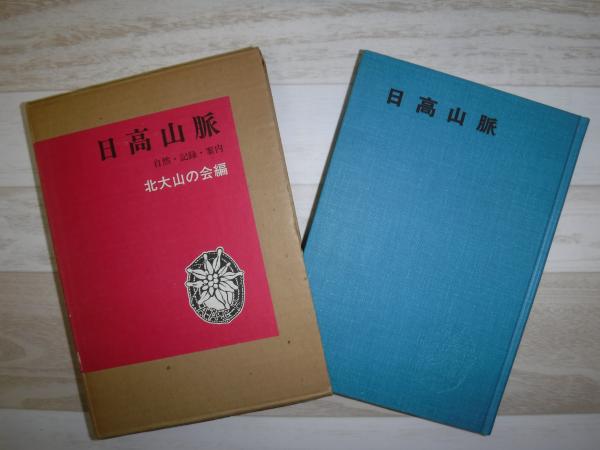 日高山脈
自然・記録・案内
北大山の会編
日高山脈